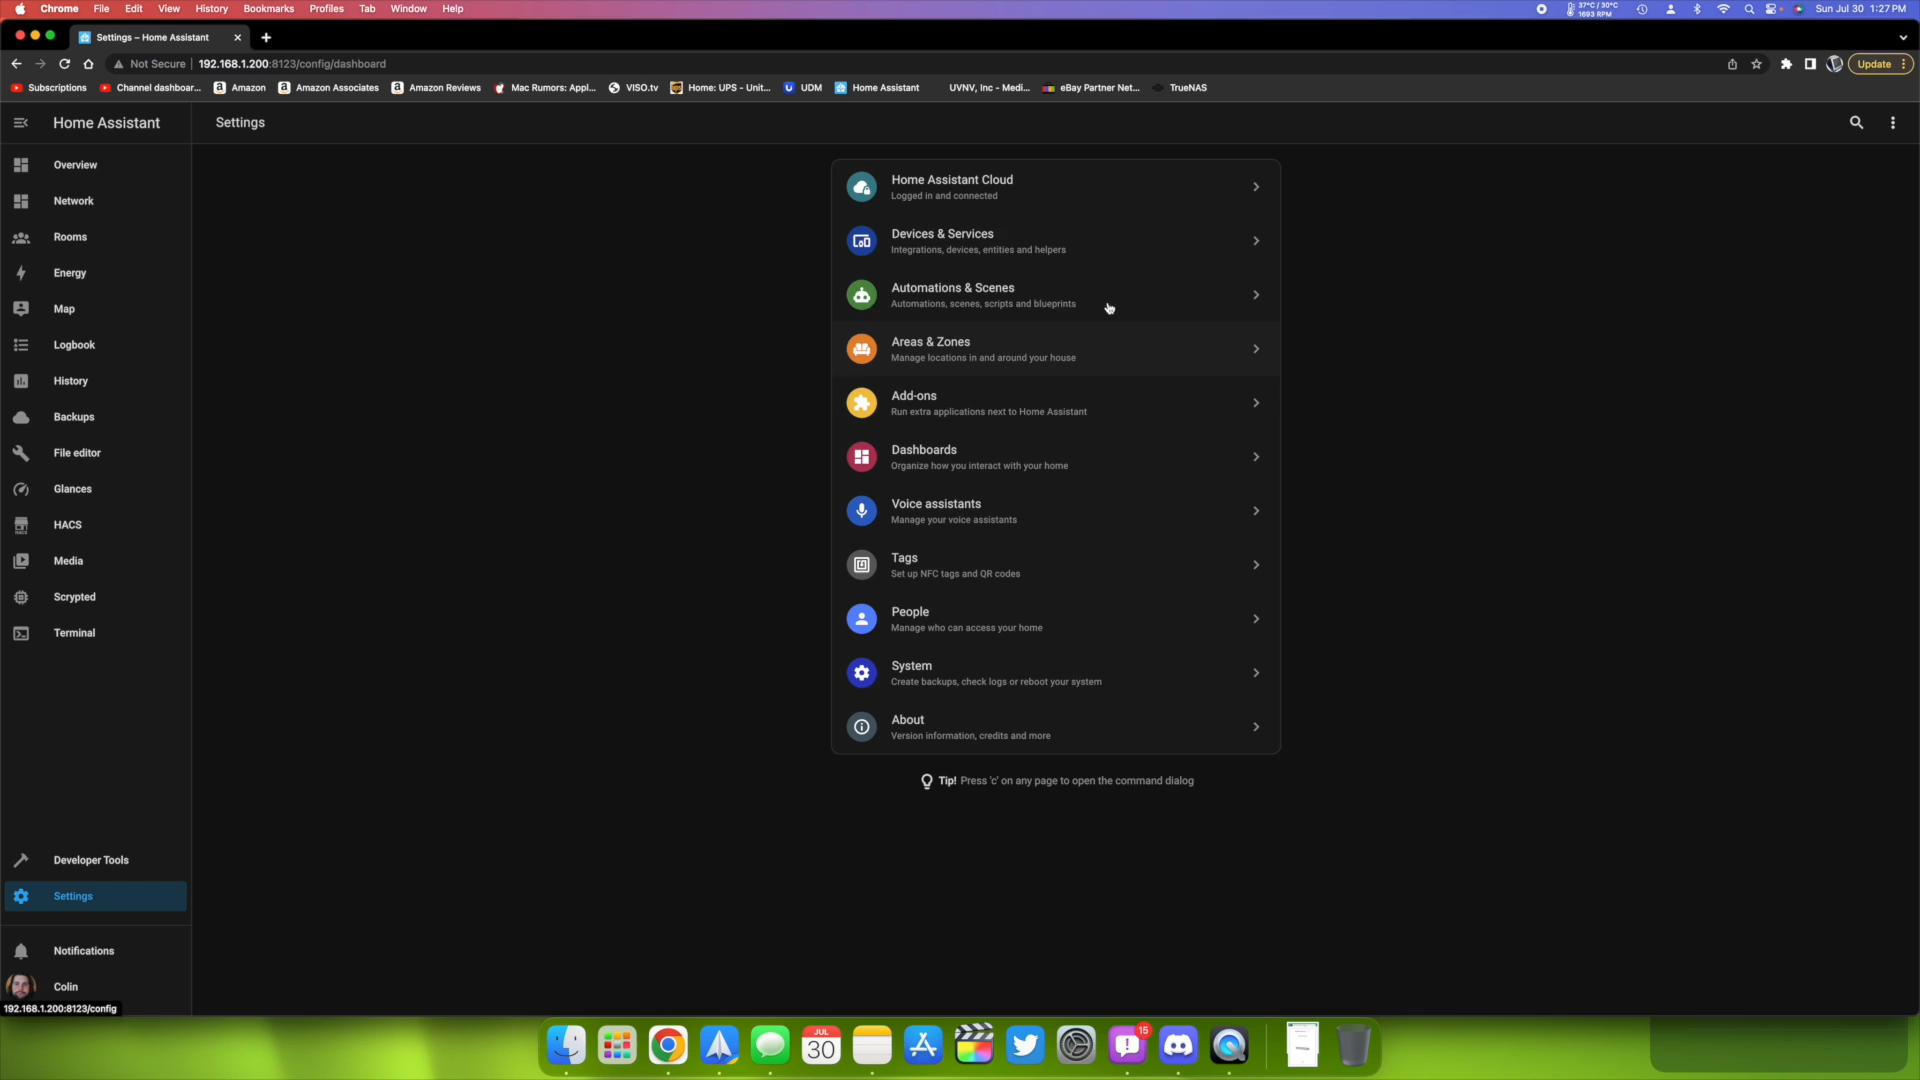 Chrome File Edit View History Bookmarks Profiles Tab Window Help
37°C / 30°C
1693 RPM
Sun Jul 30 1:27 PM
Settings – Home Assistant
Not Secure 192.168.1.200:8123/config/dashboard
Update
Subscriptions Channel dashboar... Amazon Amazon Associates Amazon Reviews Mac Rumors: Appl... VISO.tv Home: UPS - Unit... UDM Home Assistant UVNV, Inc - Medi... eBay Partner Net... TrueNAS
Home Assistant
Settings
Overview
Network
Rooms
Energy
Map
Logbook
History
Backups
File editor
Glances
HACS
Media
Scrypted
Terminal
Developer Tools
Settings
Notifications
Colin
192.168.1.200:8123/config
Home Assistant Cloud
Logged in and connected
Devices & Services
Integrations, devices, entities and helpers
Automations & Scenes
Automations, scenes, scripts and blueprints
Areas & Zones
Manage locations in and around your house
Add-ons
Run extra applications next to Home Assistant
Dashboards
Organize how you interact with your home
Voice assistants
Manage your voice assistants
Tags
Set up NFC tags and QR codes
People
Manage who can access your home
System
Create backups, check logs or reboot your system
About
Version information, credits and more
Tip! Press 'c' on any page to open the command dialog
JUL
30
15